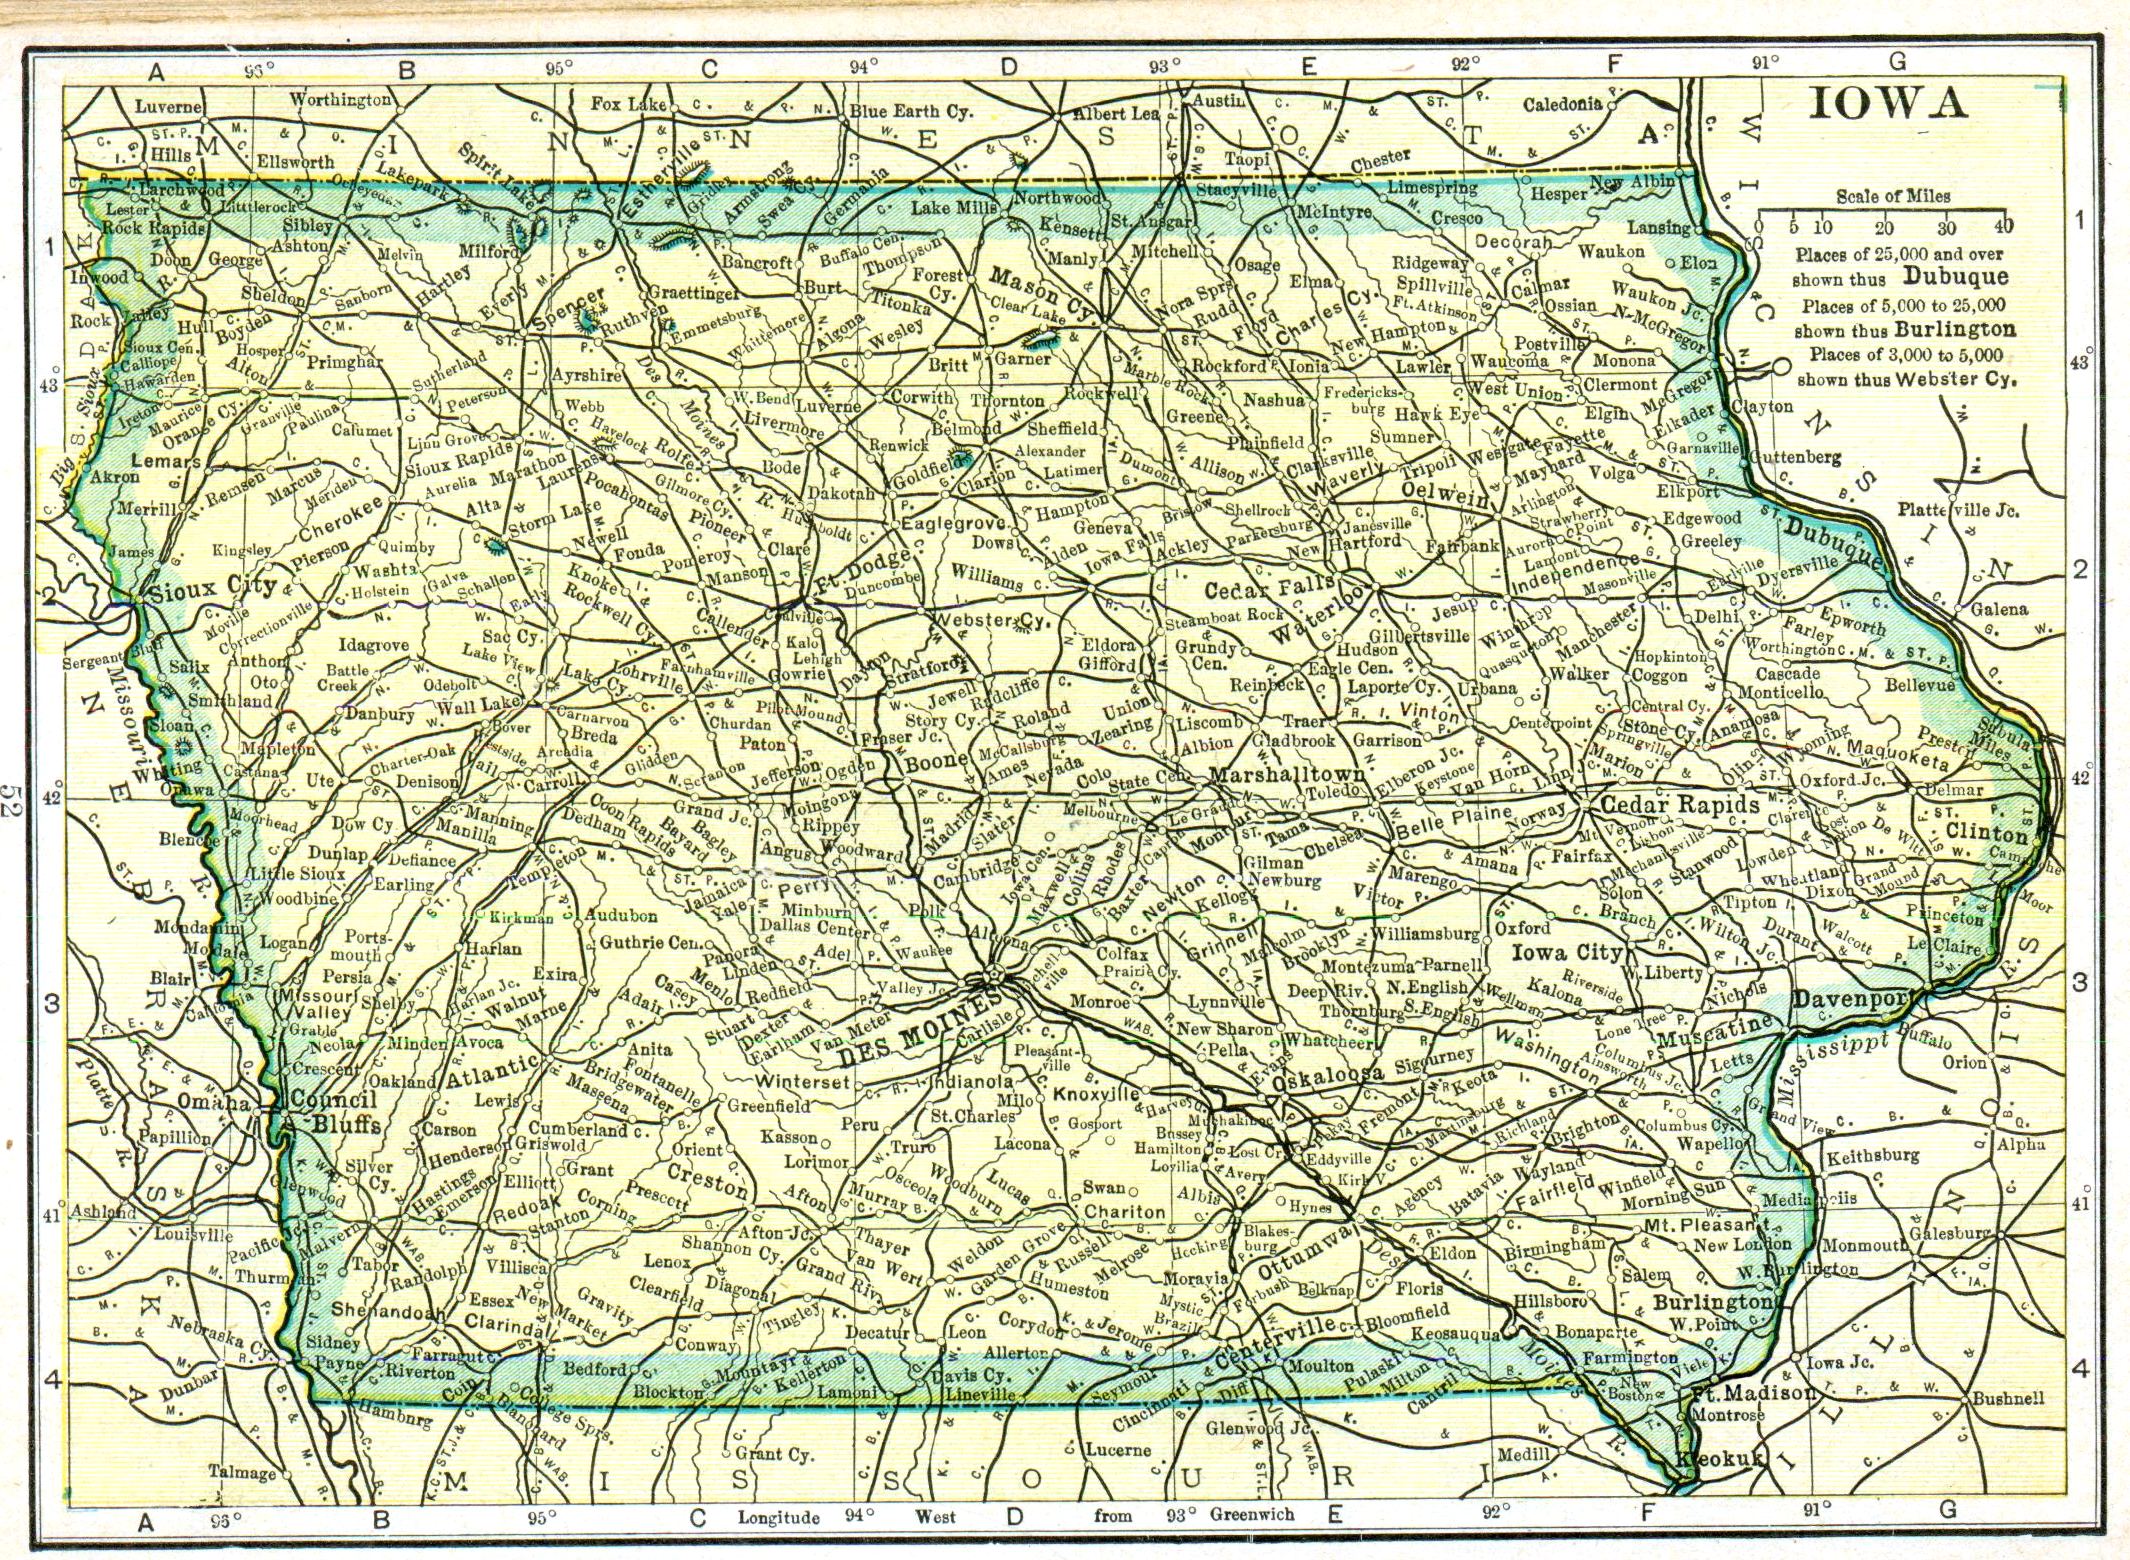 IOWA
Scale of Miles
0 5 10 20 30 40
Places of 25,000 and over
shown thus Dubuque
Places of 5,000 to 25,000
shown thus Burlington
Places of 3,000 to 5,000
shown thus Webster Cy.
A 96° B 95° C 94° D 93° E 92° F 91° G
Luverne Worthington Fox Lake Blue Earth Cy. Albert Lea Austin Caledonia
M I N N E S O T A
Hills Ellsworth Taopi Chester
Larchwood Ocheyedan Lakepark Spirit Lake Estherville Gridley Armstrong Swea Cy. Germania Northwood Stacyville Limespring Hesper New Albin
Lester Littlerock Lake Mills McIntyre Cresco
Rock Rapids Sibley Kensett St. Ansgar Lansing
Doon George Ashton Melvin Milford Bancroft Buffalo Cen. Thompson Manly Mitchell Decorah Waukon Elon
Inwood Sheldon Sanborn Hartley Everly Graettinger Burt Forest Cy. Mason Cy. Osage Elma Ridgeway Spillville Calmar
Rock Valley Hull Boyden Spencer Ruthven Emmetsburg Titonka Clear Lake Nora Sprs. Rudd Floyd Charles Cy. Ft. Atkinson Ossian Waukon Jc. N-McGregor
Sioux Cen. Calliope Hosper Primghar Whittemore Algona Wesley Britt Garner New Hampton Postville Monona
Hawarden Alton Sutherland Ayrshire Marble Rock Rockford Ionia Lawler Waucoma Clermont McGregor
Ireton Maurice Orange Cy. Granville Paulina Peterson Webb W. Bend Luverne Corwith Thornton Rockwell Greene Nashua Fredericksburg Hawk Eye West Union Elgin Elkader Clayton
Calumet Linn Grove Havelock Rolfe Livermore Renwick Belmond Sheffield Plainfield Sumner Westgate Fayette Garnaville Guttenberg
Lemars Sioux Rapids Marathon Laurens Bode Goldfield Alexander Latimer Dumont Allison Clarksville Waverly Tripoli Maynard Volga
Akron Remsen Marcus Meriden Aurelia Pocahontas Gilmore Cy. Dakotah Clarion Oelwein Elkport
Merrill Cherokee Alta Storm Lake Pioneer Humboldt Eaglegrove Hampton Geneva Bristow Shellrock Janesville Arlington Strawberry Point Edgewood Platteville Jc.
James Kingsley Pierson Quimby Newell Fonda Pomeroy Clare Dows Alden Iowa Falls Ackley Parkersburg New Hartford Fairbank Aurora Lamont Greeley Dubuque
Sioux City Washta Holstein Galva Schallon Early Knoke Manson Ft. Dodge Duncombe Williams Cedar Falls Waterloo Independence Masonville Earlville Dyersville
Moville Correctionville Rockwell Cy. Callender Coalville Webster Cy. Steamboat Rock Jesup Winthrop Manchester Delhi Epworth Galena
Sergeant Bluff Salix Anthon Idagrove Sac Cy. Lake View Kalo Lehigh Eldora Gifford Grundy Cen. Gilbertsville Hudson Quasqueton Farley Worthington
Oto Battle Creek Odebolt Lake Cy. Lohrville Farnhamville Gowrie Dayton Stratford Jewell Radcliffe Eagle Cen. Reinbeck Laporte Cy. Urbana Walker Hopkinton Coggon Cascade Monticello Bellevue
Smithland Danbury Wall Lake Carnarvon Pilot Mound Story Cy. Roland Union Liscomb Traer Vinton Centerpoint Central Cy. Stone Cy. Anamosa
Sloan Mapleton Boyer Breda Churdan Paton Fraser Jc. McCallsburg Zearing Albion Gladbrook Garrison Springville Marion Wyoming Maquoketa Preston Miles Sabula
Whiting Castana Ute Charter-Oak Denison Westside Vail Arcadia Carroll Glidden Scranton Jefferson Ogden Boone Ames Nevada Colo State Cen. Marshalltown Toledo Elberon Jc. Keystone Van Horn Linn Jc. Olin Oxford Jc. Delmar
Onawa Moorhead Dow Cy. Manilla Manning Coon Rapids Grand Jc. Moingona Melbourne Le Grand Montour Tama Belle Plaine Norway Cedar Rapids Clarence Lost Nation De Witt Clinton Camanche
Blencoe Dunlap Defiance Dedham Bayard Bagley Rippey Angus Woodward Madrid Slater Cambridge Chelsea Amana Fairfax Mt. Vernon Lisbon Mechanicsville Stanwood Lowden Wheatland Dixon Grand Mound
Little Sioux Woodbine Earling Templeton Jamaica Perry Iowa Cen. Maxwell Collins Rhodes Baxter Newton Gilman Newburg Marengo Victor Solon Tipton Princeton
Mondamin Modale Logan Portsmouth Kirkman Harlan Audubon Guthrie Cen. Yale Minburn Dallas Center Polk Altoona Kellogg Grinnell Malcolm Brooklyn Williamsburg Oxford Iowa City Branch Wilton Jc. Durant Walcott Le Claire
Blair California Persia Exira Panora Linden Adel Waukee Mitchellville Colfax Prairie Cy. Montezuma Parnell W. Liberty Riverside
Missouri Valley Shelby Harlan Jc. Walnut Marne Adair Casey Menlo Redfield Valley Jc. DES MOINES Monroe Lynnville Deep Riv. N. English Wellman Kalona Nichols Davenport
Grable Neola Minden Avoca Stuart Dexter Earlham Van Meter Carlisle New Sharon Thornburg S. English Lone Tree Muscatine Buffalo
Crescent Oakland Atlantic Anita Fontanelle Bridgewater Massena Pleasantville Pella Whatcheer Sigourney Washington Ainsworth Columbus Jc. Letts Orion
Omaha Council Bluffs Lewis Winterset Indianola Milo Knoxville Evans Oskaloosa Keota Grand View
Papillion Carson Cumberland Greenfield St. Charles Harvey Muchakinoc Fremont Martinsburg Richland Brighton Columbus Cy. Wapello Alpha
Griswold Orient Kasson Peru Truro Lacona Gosport Bussey Hamilton Lost Cr. Eddyville Keithsburg
Silver Cy. Henderson Grant Creston Lorimor Lovilia Avery Kirkv. Batavia Wayland Winfield
Glenwood Hastings Emerson Elliott Prescott Afton Murray Osceola Woodburn Lucas Swan Albia Hynes Agency Fairfield Morning Sun Mediapolis
Ashland Louisville Pacific Jc. Malvern Redoak Stanton Corning Afton Jc. Thayer Chariton Blakesburg Ottumwa Mt. Pleasant New London Monmouth Galesburg
Thurman Tabor Randolph Villisca Lenox Shannon Cy. Grand Riv. Van Wert Weldon Garden Grove Russell Melrose Hocking Eldon Birmingham W. Burlington
Shenandoah Essex New Market Gravity Clearfield Diagonal Tingley Humeston Moravia Mystic Forbush Belknap Floris Salem Hillsboro Burlington
Nebraska Cy. Sidney Clarinda Conway Decatur Leon Corydon Jerome Brazil Centerville Bloomfield Keosauqua Bonaparte W. Point
Dunbar Payne Riverton Farragut Bedford Mountayr Kellerton Davis Cy. Allerton Seymour Moulton Pulaski Milton Cantril Farmington Viele Iowa Jc.
Hamburg Coin College Sprs. Blanchard Blockton Lamoni Lineville Cincinnati Diff New Boston Ft. Madison Montrose Bushnell
Talmage Grant Cy. Lucerne Glenwood Jc. Medill Keokuk
Big Sioux
Missouri R.
Platte R.
Des Moines R.
Mississippi
S. DAK.
N E B R A S K A
W I S C O N S I N
I L L I N O I S
M I S S O U R I
1 2 3 4
43° 42° 41°
52
A 96° B 95° C Longitude 94° West D from 93° Greenwich E 92° F 91° G